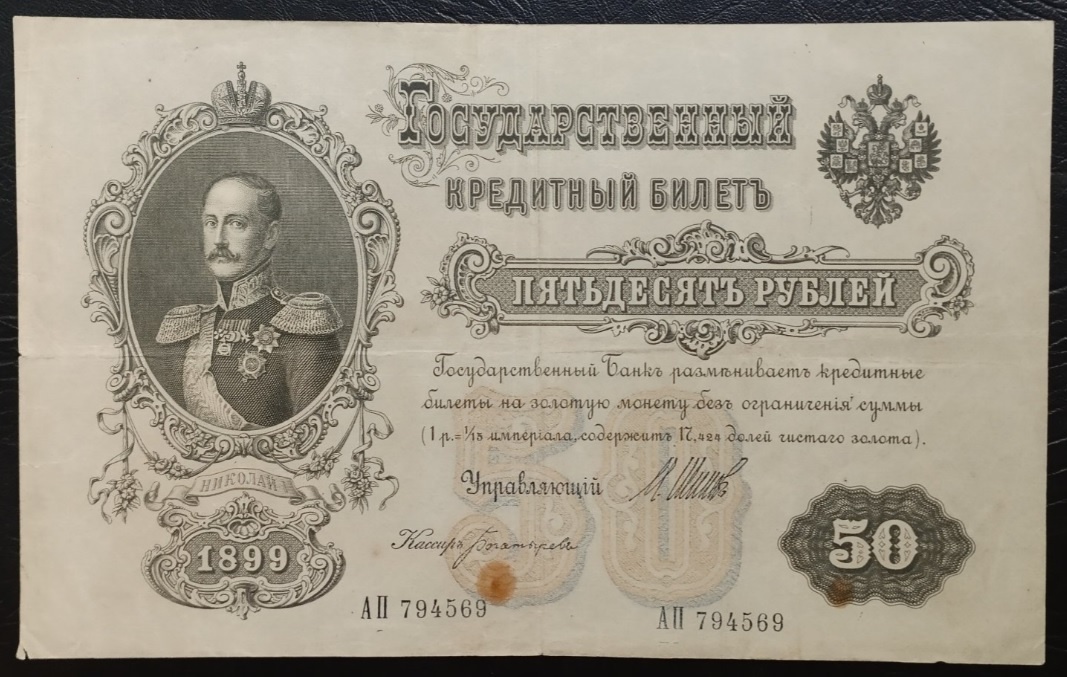 Государственный
кредитный билетъ
пятьдесятъ рублей
Государственный Банкъ размѣниваетъ кредитные
билеты на золотую монету безъ ограниченія суммы
(1 р.= 1/15 имперіала, содержитъ 17,424 долей чистаго золота).
Управляющій
Кассиръ
50
50
НИКОЛАЙ I
1899
АП 794569
АП 794569